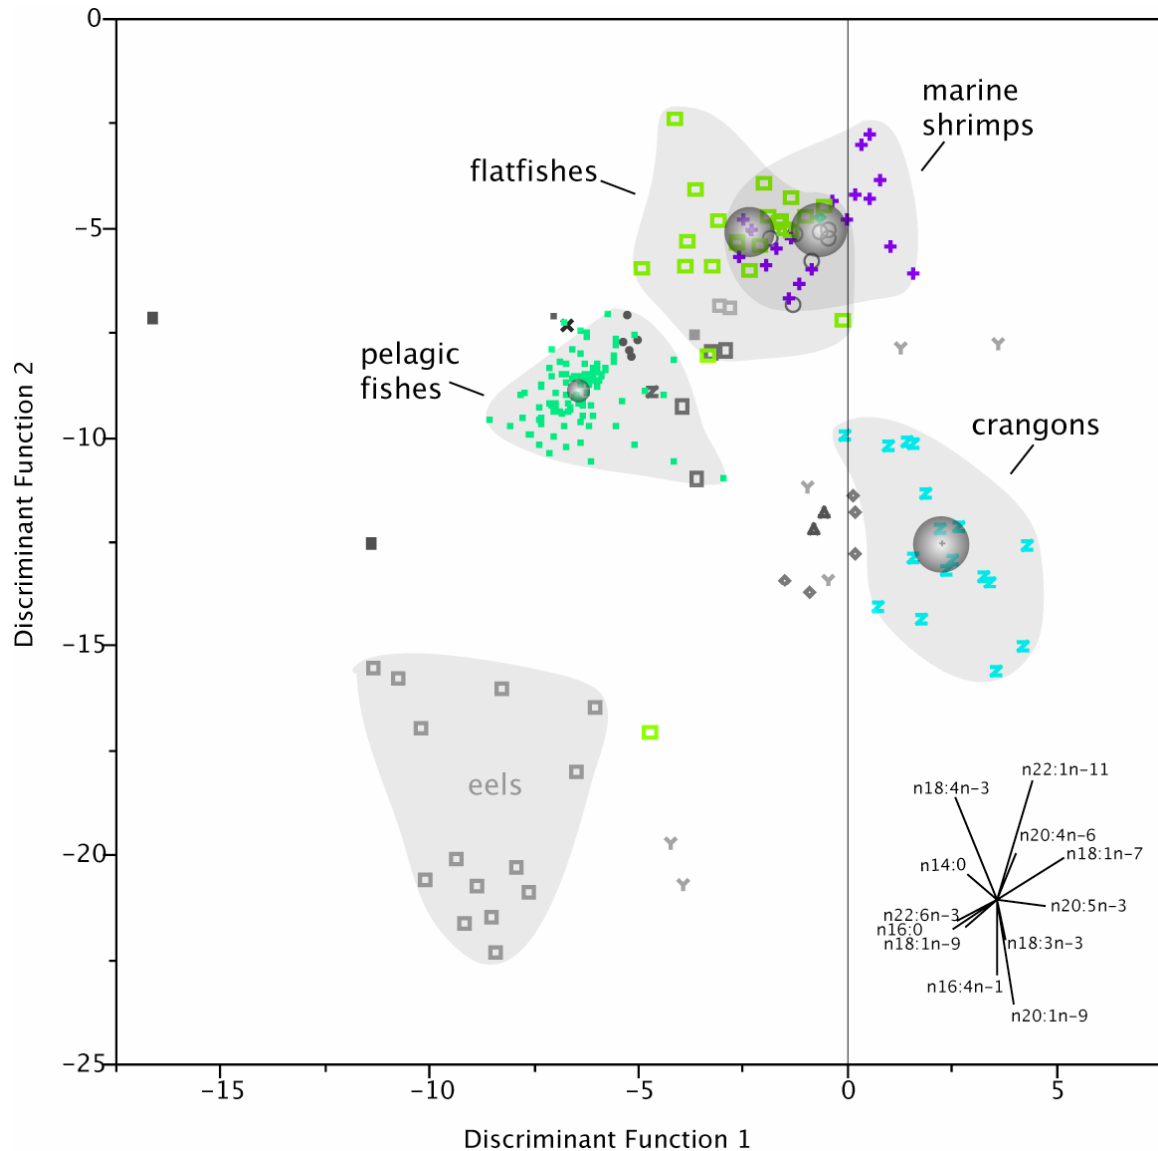 0
marine
shrimps
flatfishes
−5
pelagic
fishes
crangons
−10
−15
eels
n22:1n−11
n18:4n−3
n20:4n−6
n18:1n−7
n14:0
n20:5n−3
n22:6n−3
n16:0
n18:1n−9
n18:3n−3
n16:4n−1
n20:1n−9
−20
−25
−15
−10
−5
0
5
Discriminant Function 1
Discriminant Function 2